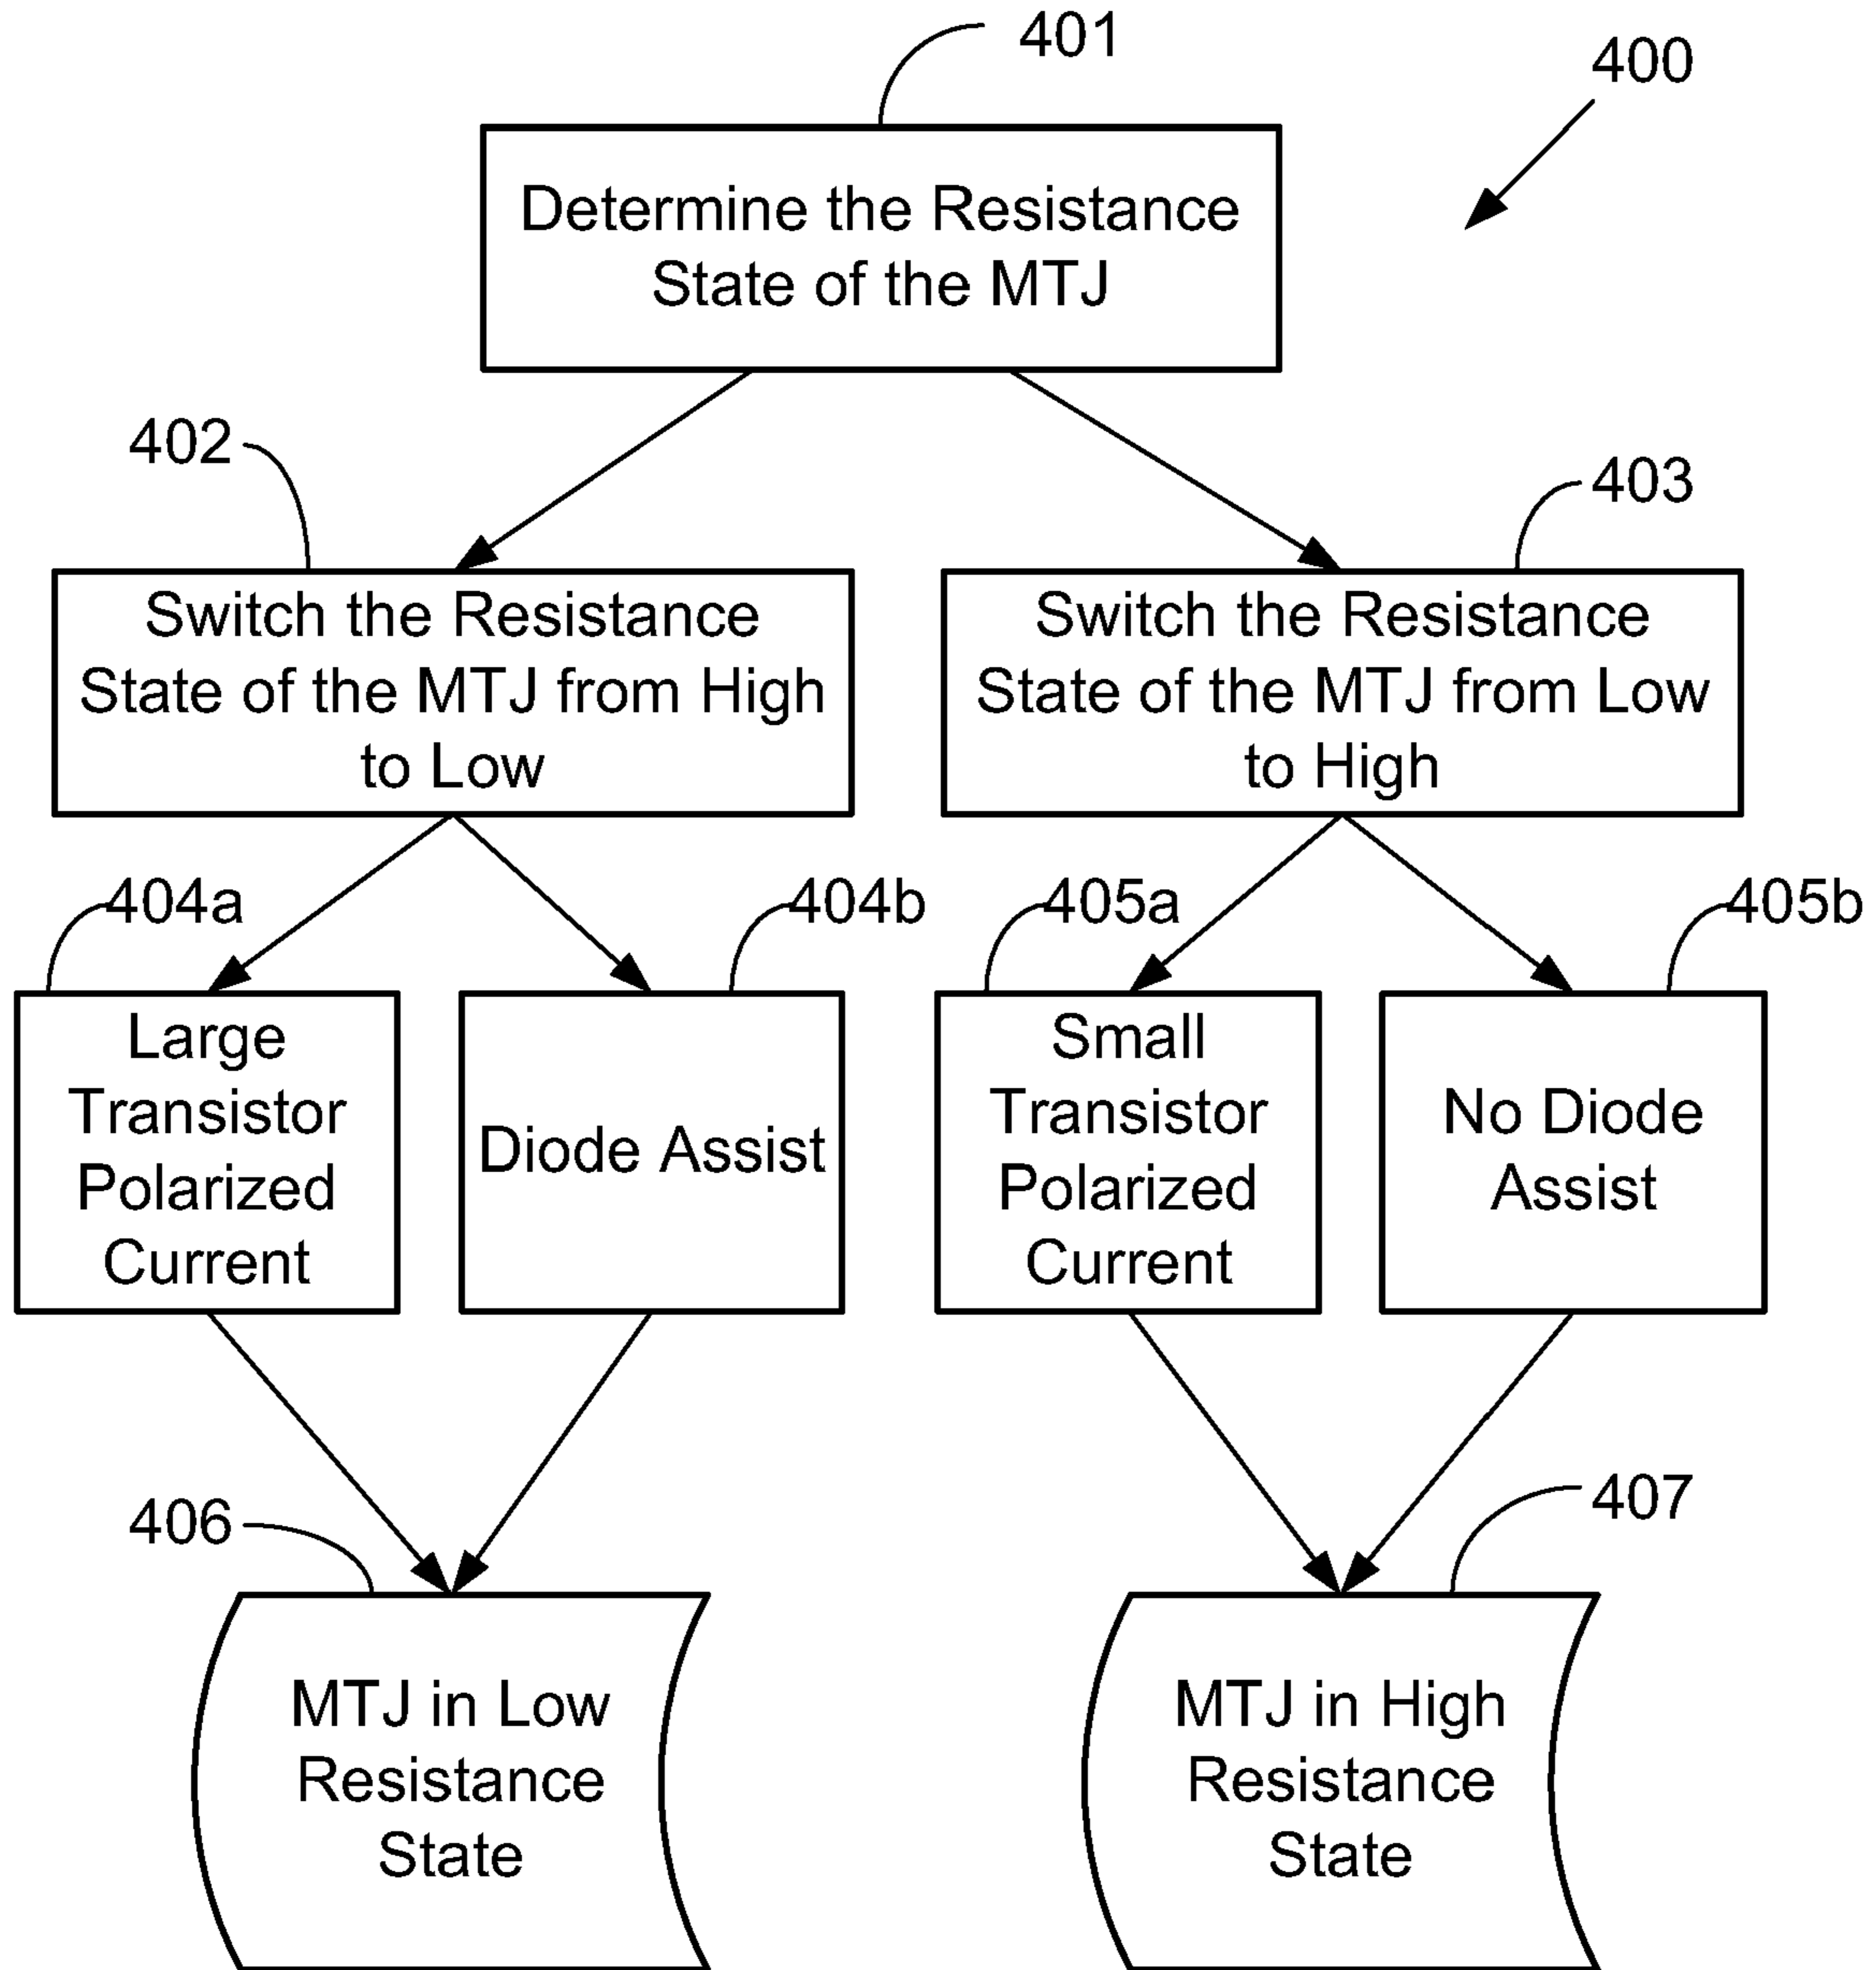 401
400
Determine the Resistance
State of the MTJ
402
403
Switch the Resistance
State of the MTJ from High
to Low
Switch the Resistance
State of the MTJ from Low
to High
404a
404b
405a
405b
Large
Transistor
Polarized
Current
Diode Assist
Small
Transistor
Polarized
Current
No Diode
Assist
406
407
MTJ in Low
Resistance
State
MTJ in High
Resistance
State